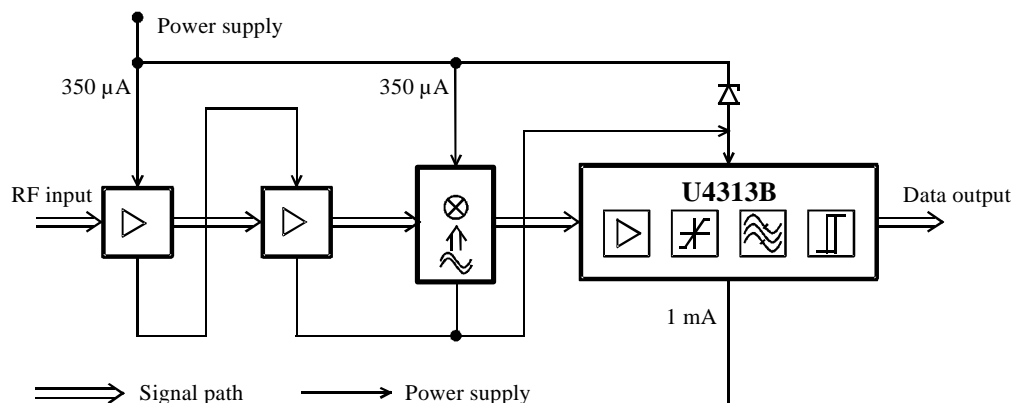 Power supply
350 µA
350 µA
RF input
U4313B
Data output
1 mA
Signal path
Power supply